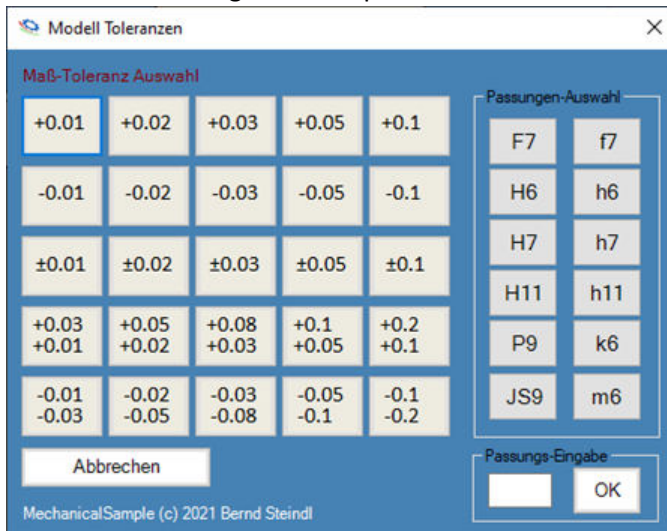 Modell Toleranzen
Maß-Toleranz Auswahl
+0.01 +0.02 +0.03 +0.05 +0.1
-0.01 -0.02 -0.03 -0.05 -0.1
±0.01 ±0.02 ±0.03 ±0.05 ±0.1
+0.03 +0.05 +0.08 +0.1 +0.2
+0.01 +0.02 +0.03 +0.05 +0.1
-0.01 -0.02 -0.03 -0.05 -0.1
-0.03 -0.05 -0.08 -0.1 -0.2
Abbrechen
MechanicalSample (c) 2021 Bernd Steindl
Passungen-Auswahl
F7 f7
H6 h6
H7 h7
H11 h11
P9 k6
JS9 m6
Passungs-Eingabe
OK